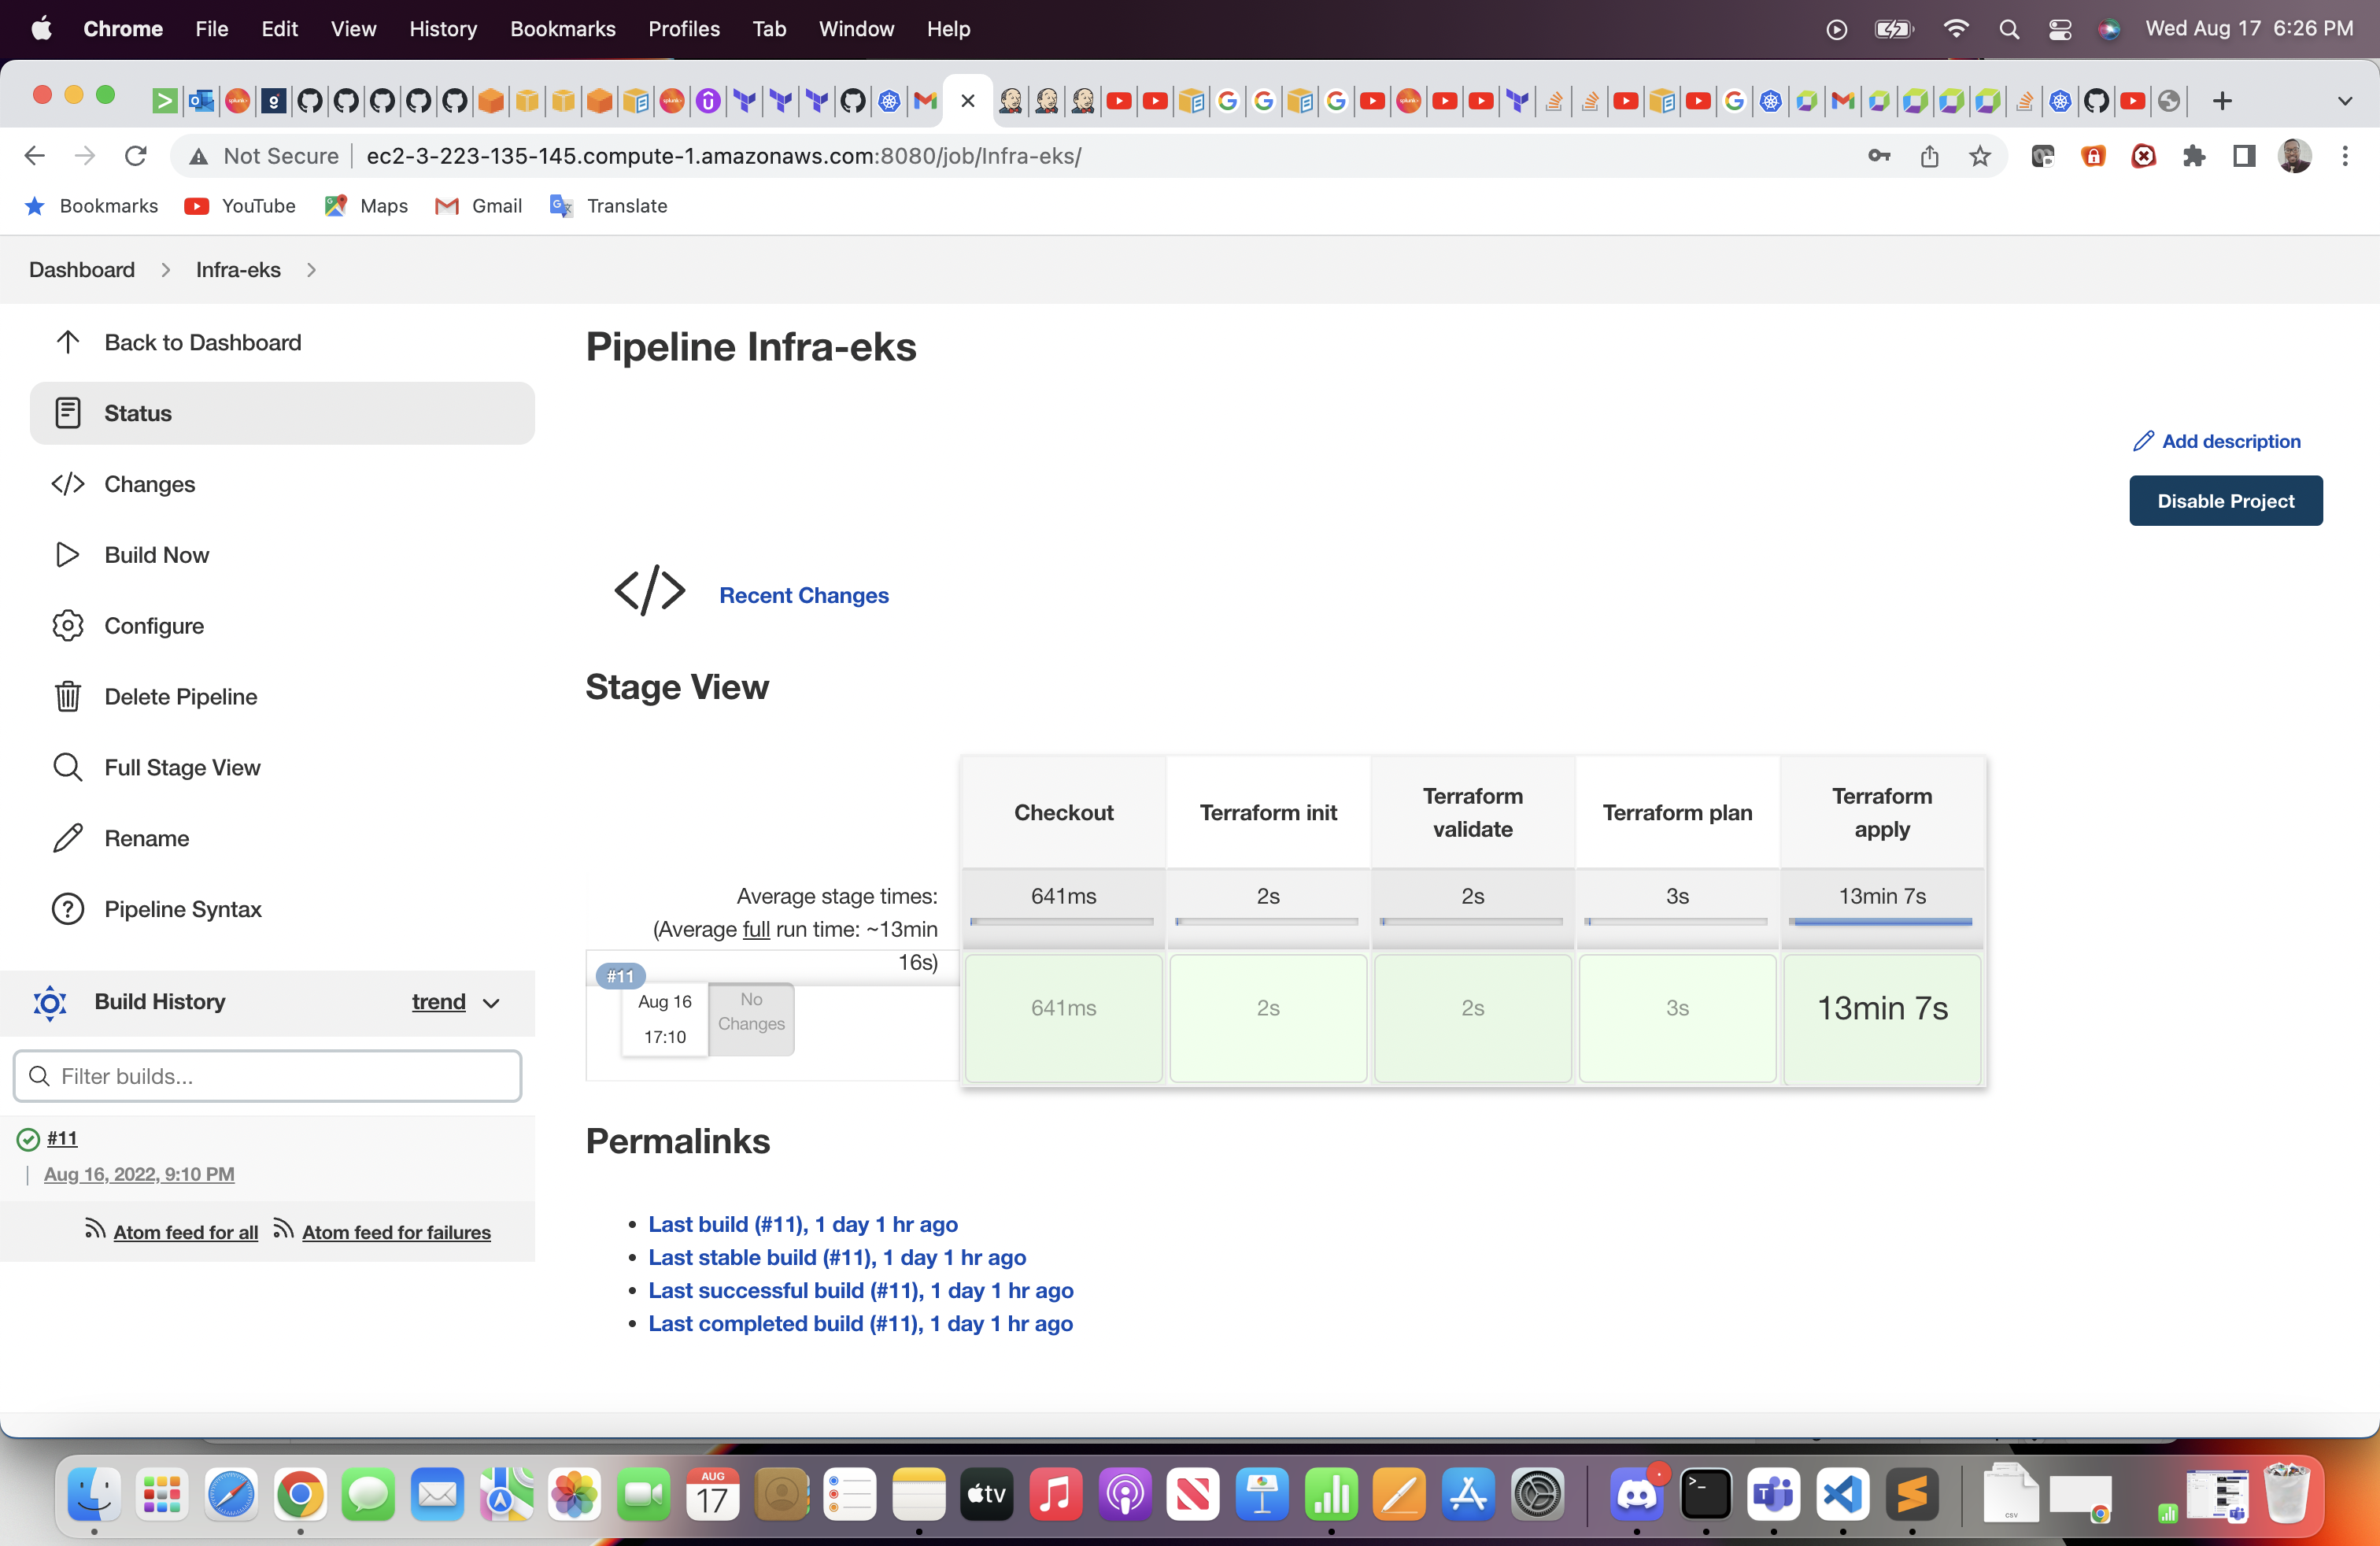 Chrome File Edit View History Bookmarks Profiles Tab Window Help Wed Aug 17 6:26 PM
Not Secure ec2-3-223-135-145.compute-1.amazonaws.com:8080/job/Infra-eks/
Bookmarks YouTube Maps Gmail Translate
Dashboard Infra-eks
Back to Dashboard
Status
Changes
Build Now
Configure
Delete Pipeline
Full Stage View
Rename
Pipeline Syntax
Build History trend
Filter builds...
#11
Aug 16, 2022, 9:10 PM
Atom feed for all Atom feed for failures
Pipeline Infra-eks
Add description
Disable Project
Recent Changes
Stage View
Checkout Terraform init Terraform validate Terraform plan Terraform apply
Average stage times:
(Average full run time: ~13min
16s)
641ms 2s 2s 3s 13min 7s
#11
Aug 16
17:10
No
Changes
641ms 2s 2s 3s 13min 7s
Permalinks
Last build (#11), 1 day 1 hr ago
Last stable build (#11), 1 day 1 hr ago
Last successful build (#11), 1 day 1 hr ago
Last completed build (#11), 1 day 1 hr ago
AUG
17
tv
CSV